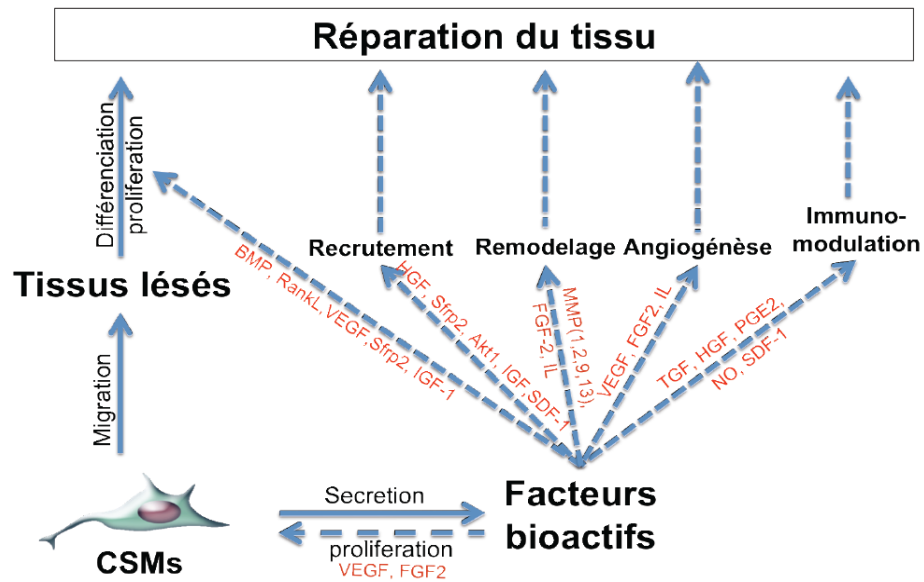 Réparation du tissu
Différenciation
proliferation
Recrutement
Remodelage
Angiogénèse
Immuno-
modulation
Tissus lésés
BMP, RankL, VEGF,Sfrp2, IGF-1
HGF, Sfrp2, Akt1, IGF,SDF-1
MMP(1,2,9,13),
FGF-2, IL
VEGF, FGF2, IL
TGF, HGF, PGE2,
NO, SDF-1
Migration
Secretion
proliferation
VEGF, FGF2
Facteurs
bioactifs
CSMs